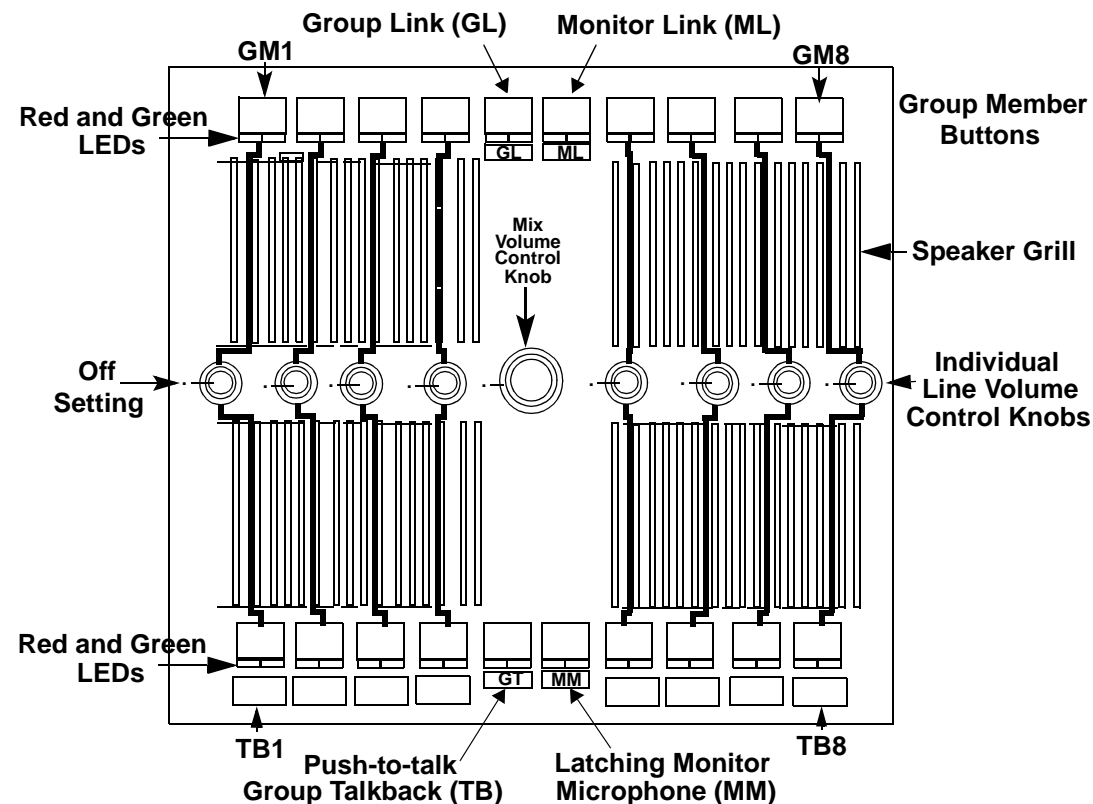 Group Link (GL)
Monitor Link (ML)
GM1
GM8
Red and Green
LEDs
Group Member
Buttons
GL
ML
Mix
Volume
Control
Knob
Speaker Grill
Off
Setting
Individual
Line Volume
Control Knobs
Red and Green
LEDs
GT
MM
TB1
TB8
Push-to-talk
Group Talkback (TB)
Latching Monitor
Microphone (MM)